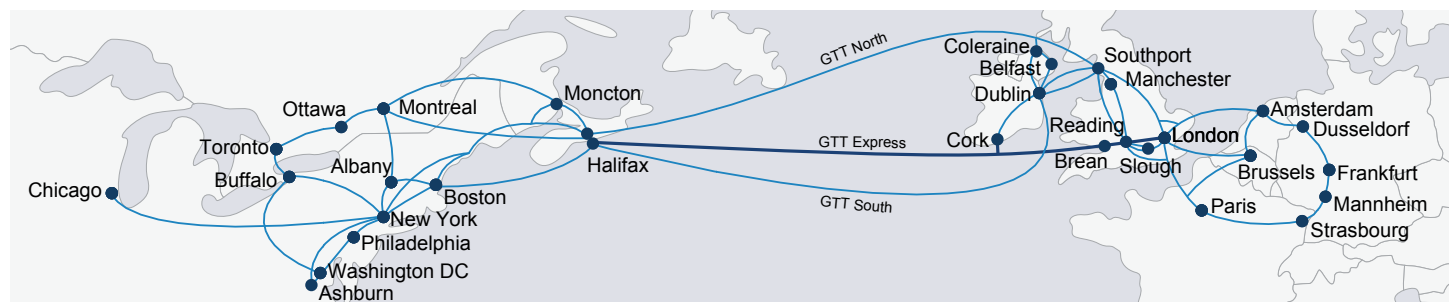 GTT North
Coleraine
Southport
Belfast
Manchester
Dublin
Moncton
Ottawa
Montreal
Amsterdam
Dusseldorf
Toronto
Albany
GTT Express
Cork
Reading
London
Halifax
Brean
Slough
Brussels
Frankfurt
Buffalo
Chicago
Boston
GTT South
Paris
Mannheim
New York
Strasbourg
Philadelphia
Washington DC
Ashburn